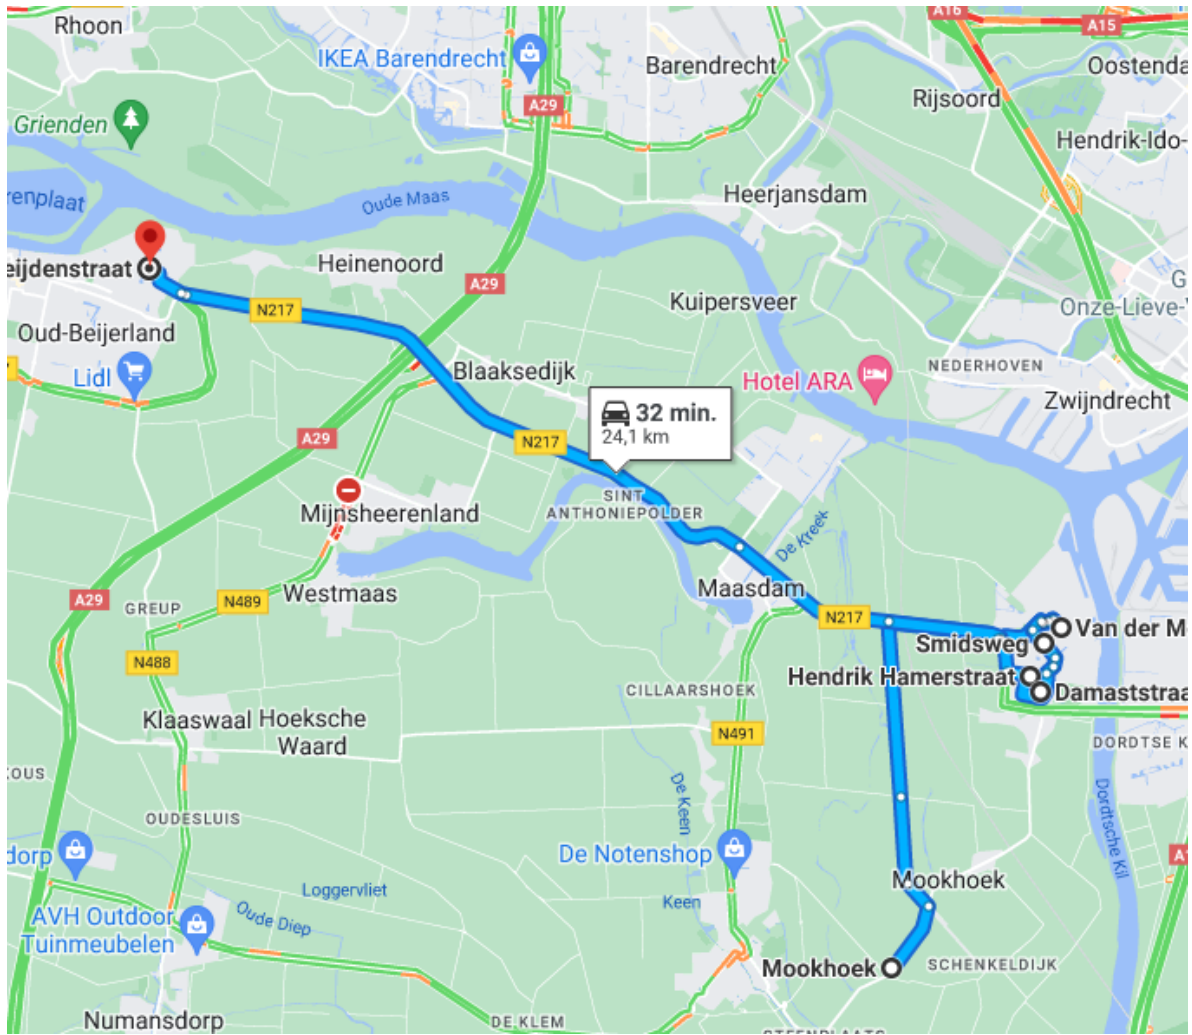 A16
A15
Rhoon
IKEA Barendrecht
Barendrecht
Oostenda
A29
Rijsoord
Grienden
Hendrik-Ido-
renplaat
Oude Maas
Heerjansdam
eijdenstraat
Heinenoord
A29
G
Kuipersveer
Onze-Lieve-V
N217
Oud-Beijerland
Blaaksedijk
NEDERHOVEN
Lidl
Hotel ARA
Zwijndrecht
32 min.
24,1 km
A29
N217
SINT
ANTHONIEPOLDER
Mijnsheerenland
De Kreek
Maasdam
Westmaas
A29
GREUP
N489
N217
Van der M
Smidsweg
N488
Hendrik Hamerstraat
CILLAARSHOEK
Damaststraa
Klaaswaal
Hoeksche
Waard
N491
DORDTSE K
KOUS
De Keen
Dordtsche Kil
OUDESLUIS
dorp
De Notenshop
A1
Loggervliet
Mookhoek
Keen
AVH Outdoor
Tuinmeubelen
Oude Diep
Mookhoek
SCHENKELDIJK
Numansdorp
DE KLEM